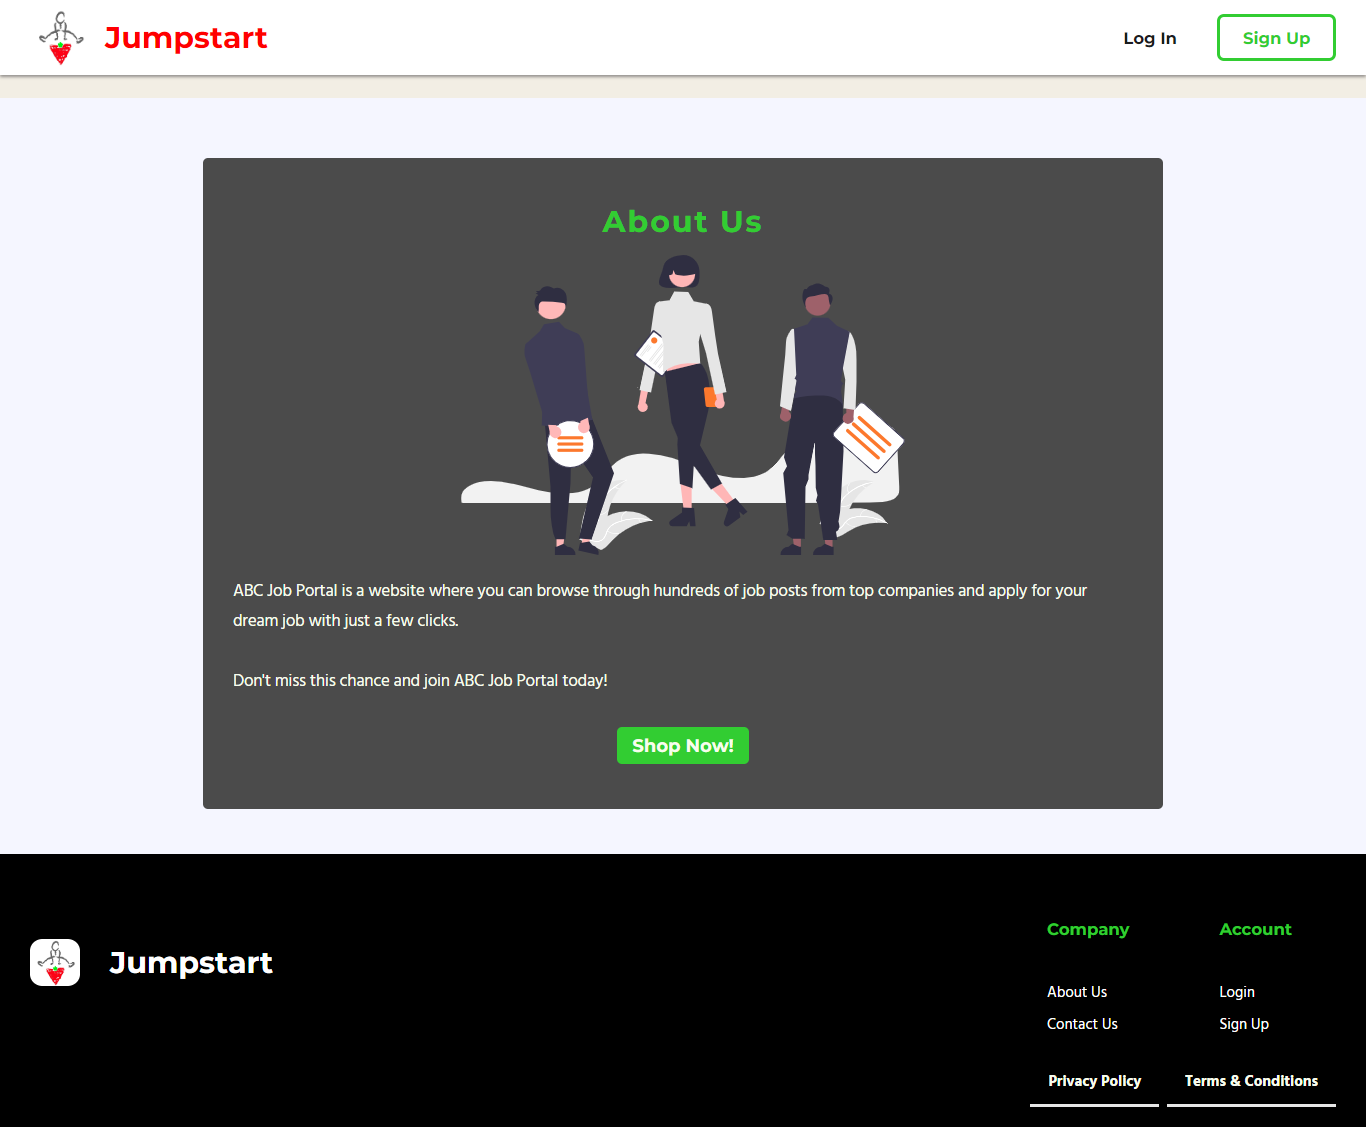 Jumpstart
Log In
Sign Up
About Us
ABC Job Portal is a website where you can browse through hundreds of job posts from top companies and apply for your
dream job with just a few clicks.
Don't miss this chance and join ABC Job Portal today!
Shop Now!
Jumpstart
Company
Account
About Us
Login
Contact Us
Sign Up
Privacy Policy
Terms & Conditions